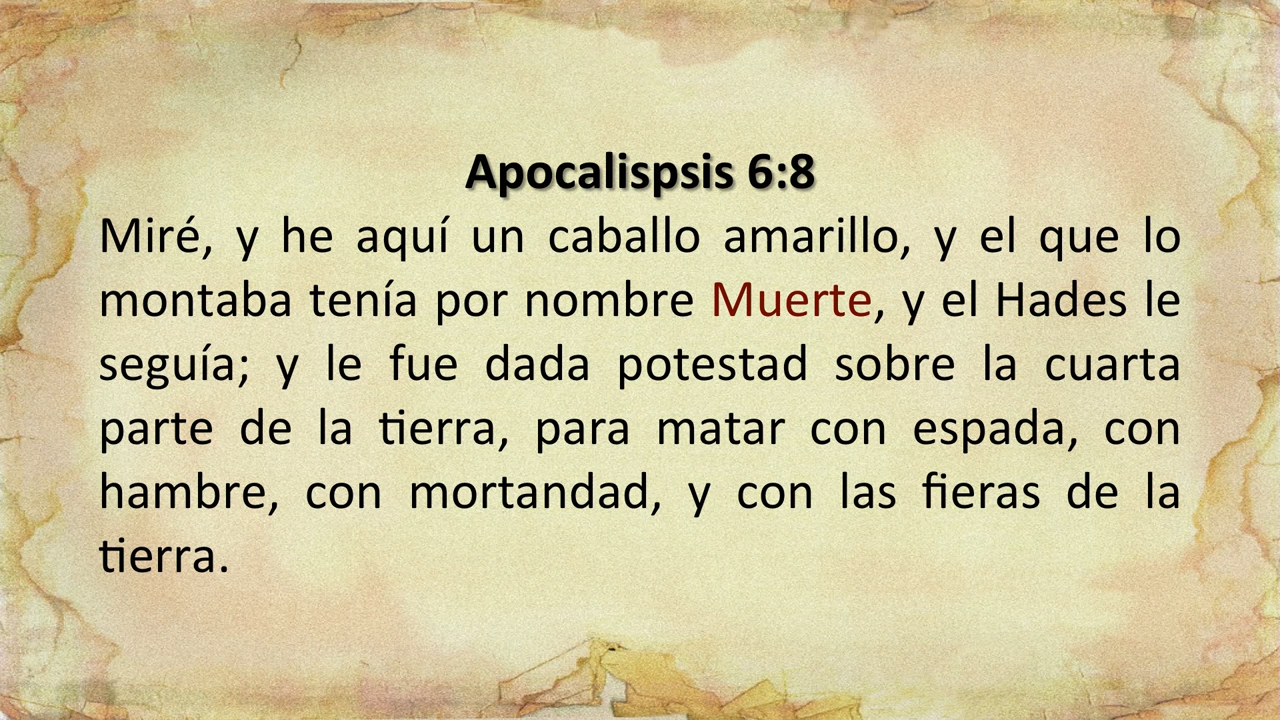 Apocalispsis 6:8
Miré, y he aquí un caballo amarillo, y el que lo
montaba tenía por nombre Muerte, y el Hades le
seguía; y le fue dada potestad sobre la cuarta
parte de la tierra, para matar con espada, con
hambre, con mortandad, y con las fieras de la
tierra.